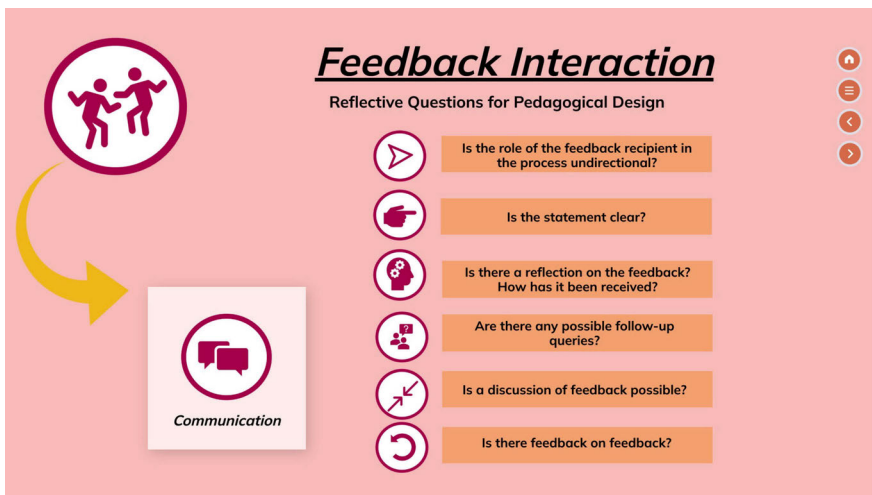 Feedback Interaction
Reflective Questions for Pedagogical Design
Is the role of the feedback recipient in
the process undirectional?
Is the statement clear?
Is there a reflection on the feedback?
How has it been received?
Are there any possible follow-up
queries?
Is a discussion of feedback possible?
Is there feedback on feedback?
Communication